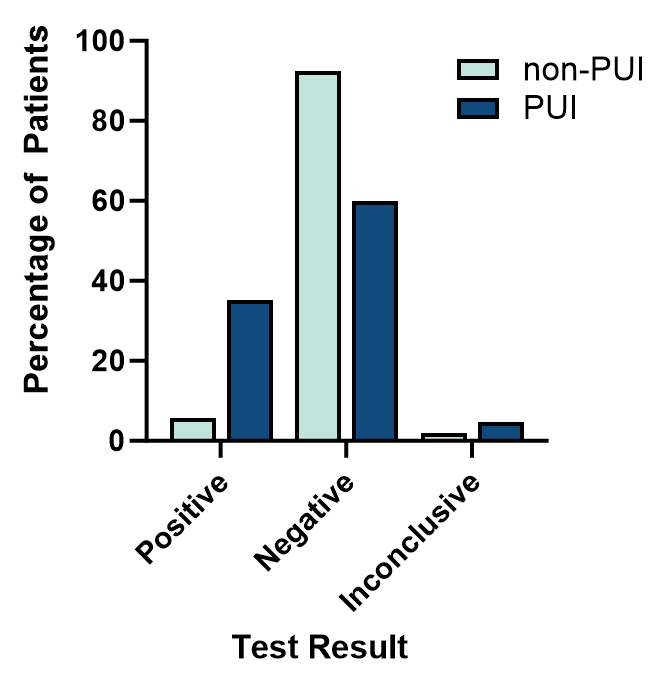 Percentage of Patients
100
80
60
40
20
0
non-PUI
PUI
Positive
Negative
Inconclusive
Test Result